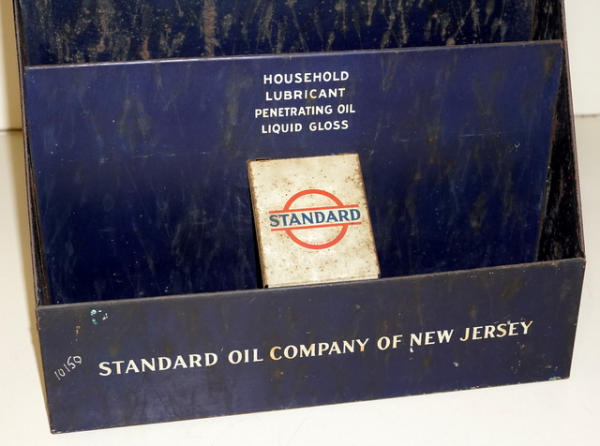 HOUSEHOLD
LUBRICANT
PENETRATING OIL
LIQUID GLOSS
STANDARD
10150
STANDARD OIL COMPANY OF NEW JERSEY